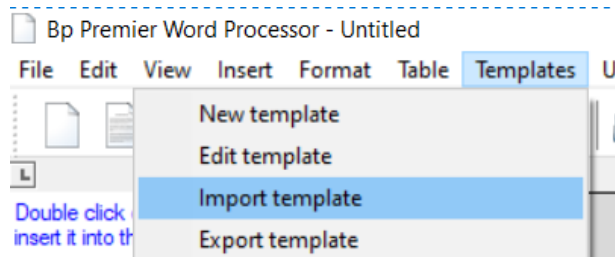 Bp Premier Word Processor - Untitled
File Edit View Insert Format Table Templates U
New template
Edit template
Import template
Double click
Export template
insert it into th